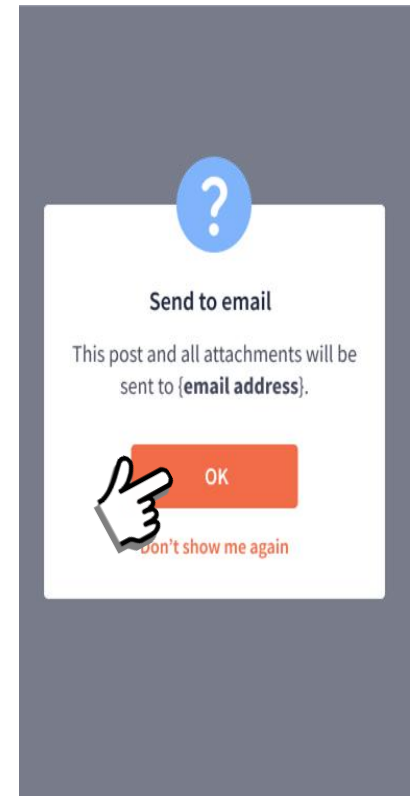 ?
Send to email
This post and all attachments will be
sent to {email address}.
OK
Don't show me again